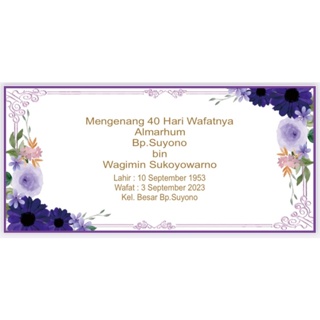 Mengenang 40 Hari Wafatnya
Almarhum
Bp.Suyono
bin
Wagimin Sukoyowarno
Lahir : 10 September 1953
Wafat : 3 September 2023
Kel. Besar Bp.Suyono